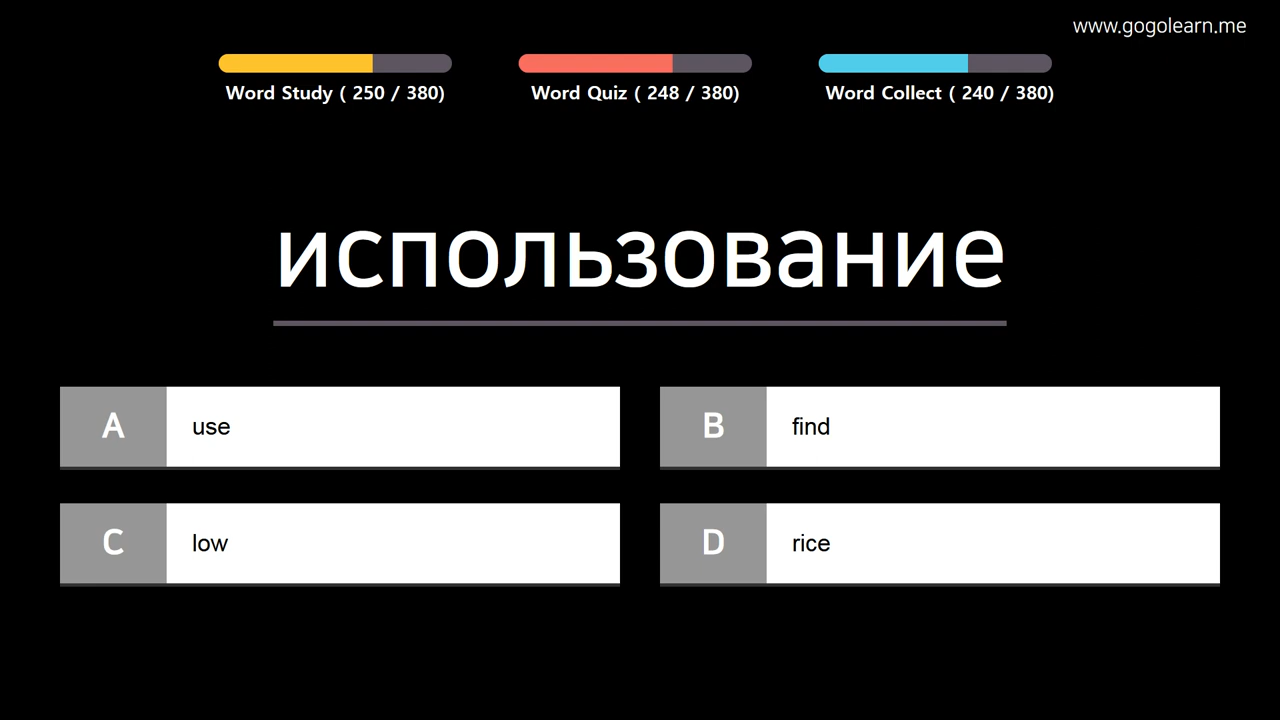 www.gogolearn.me
Word Study ( 250 / 380)
Word Quiz ( 248 / 380)
Word Collect ( 240 / 380)
использование
A use
B find
C low
D rice